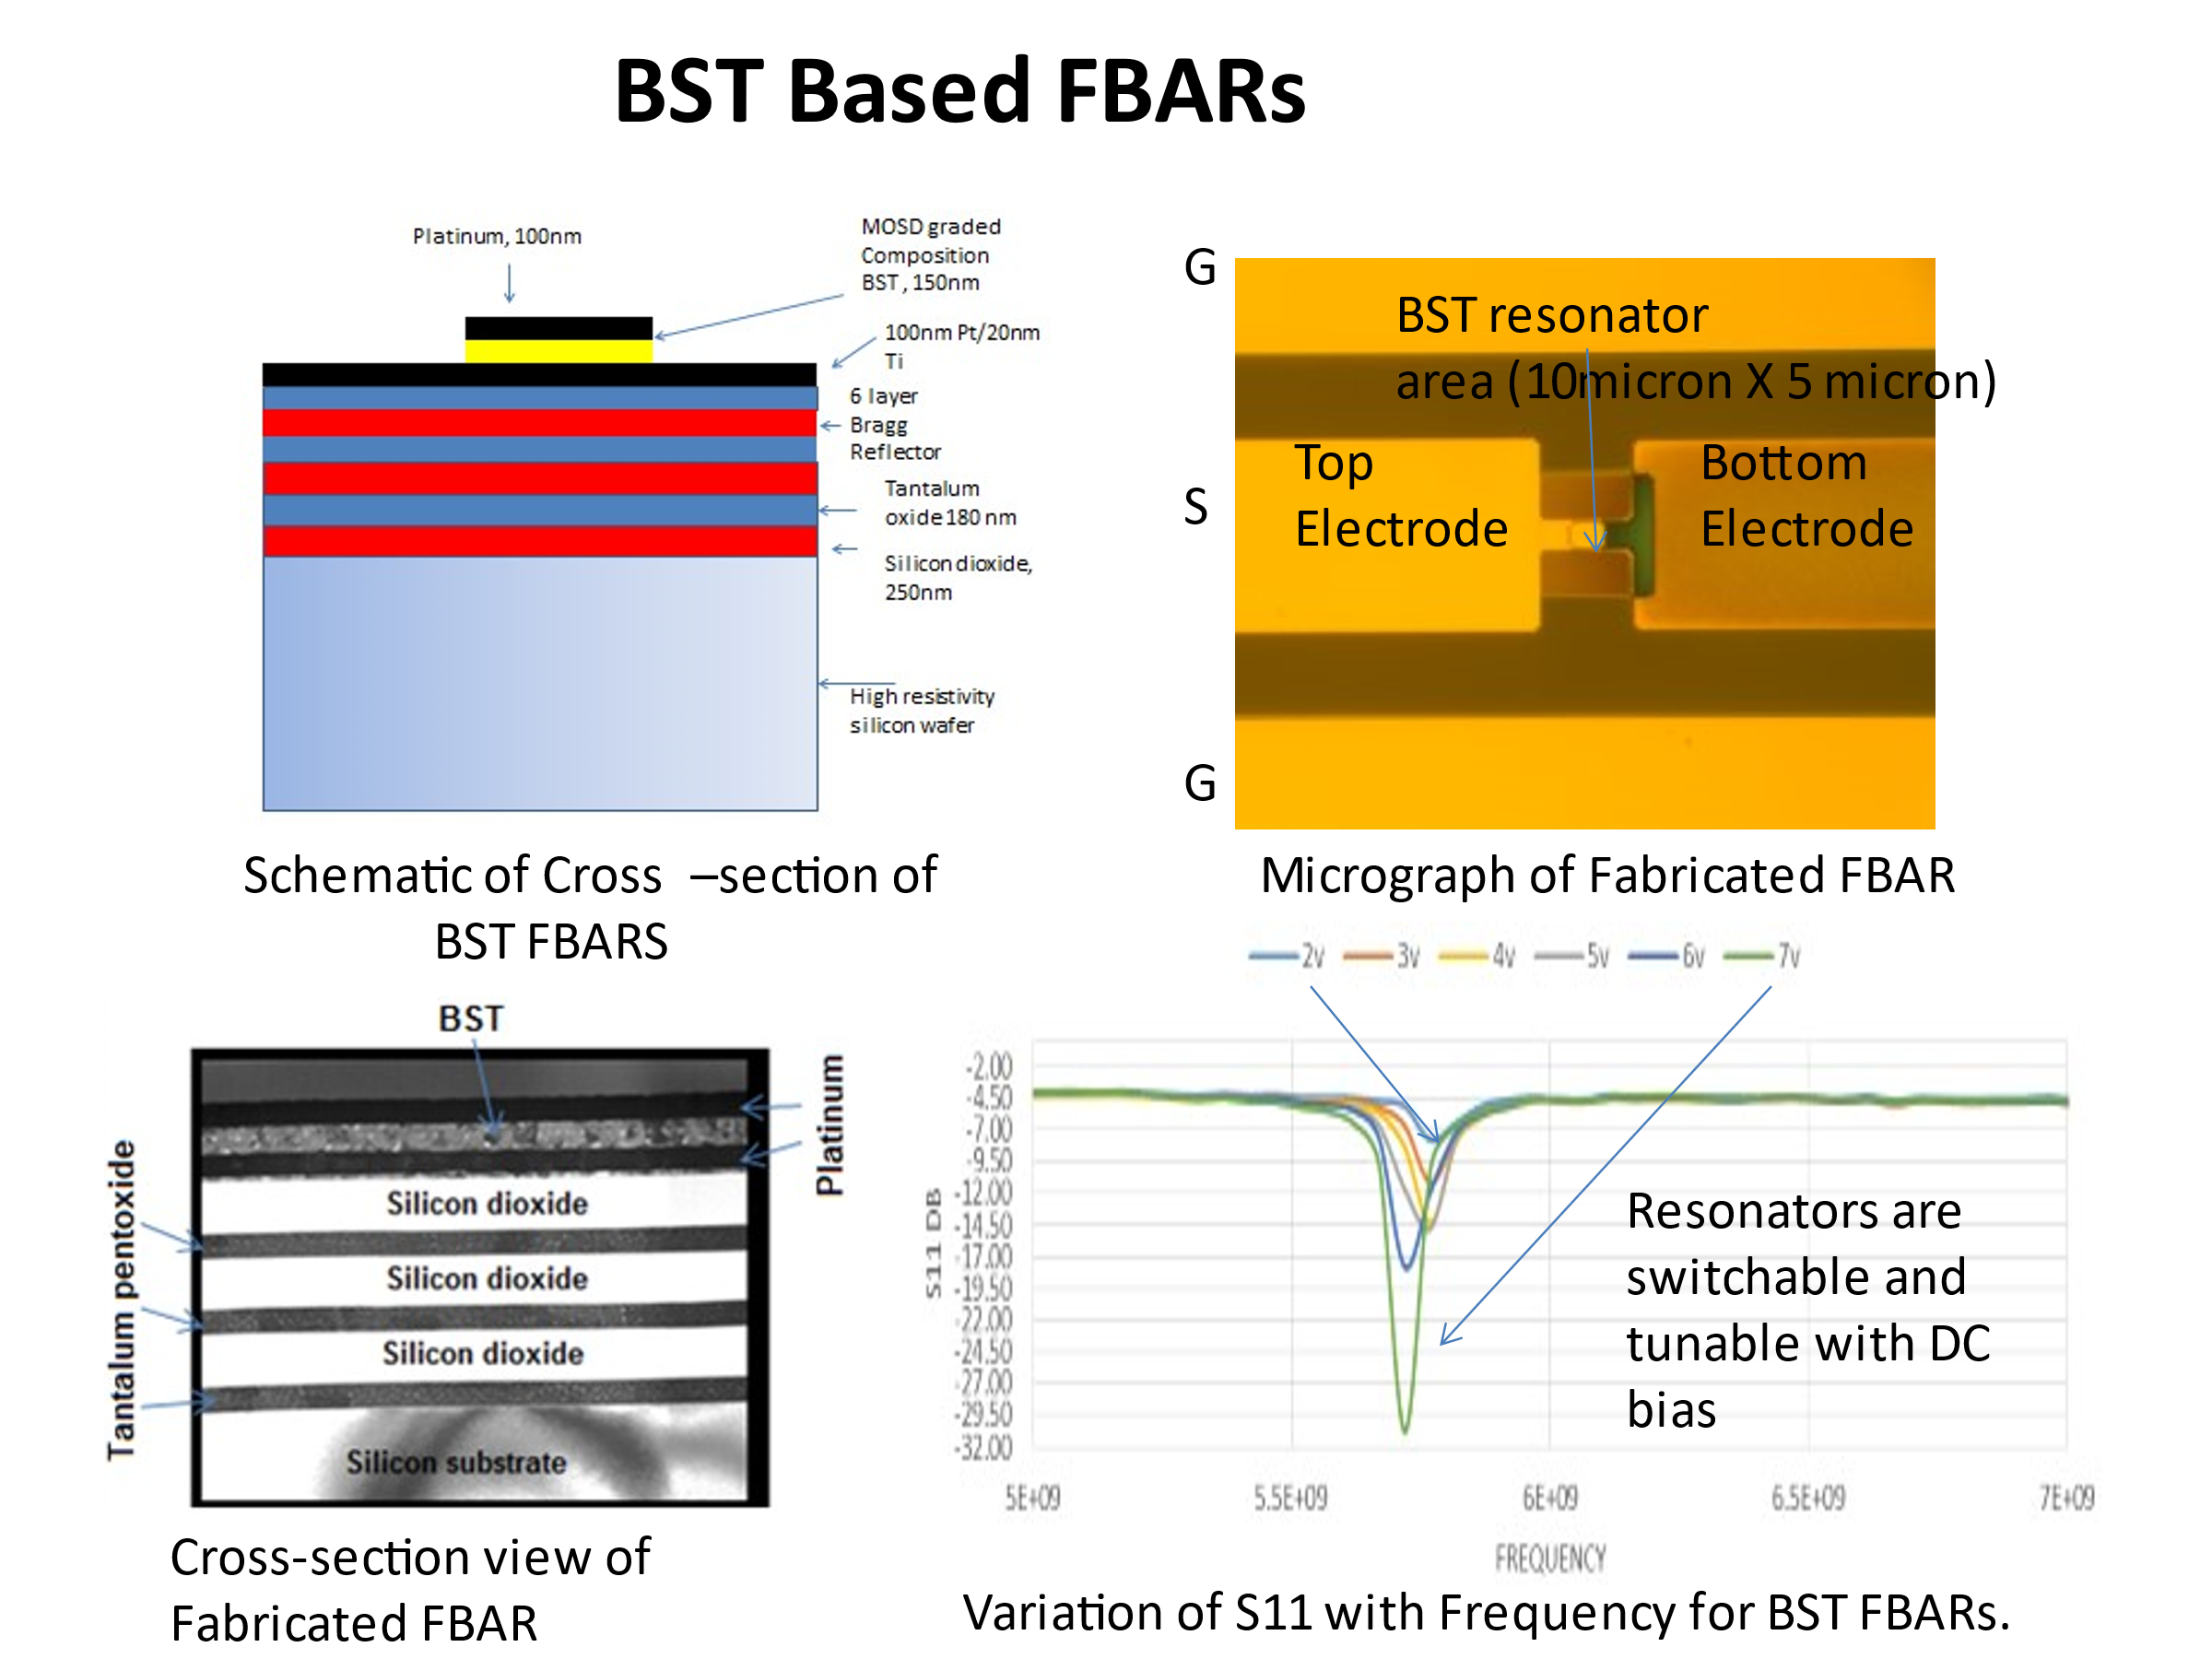 BST Based FBARs
Platinum, 100nm
MOSD graded
Composition
BST , 150nm
100nm Pt/20nm
Ti
6 layer
Bragg
Reflector
Tantalum
oxide180 nm
Silicon dioxide,
250nm
High resistivity
silicon wafer
Schematic of Cross –section of
BST FBARS
G
S
G
BST resonator
area (10micron X 5 micron)
Top
Electrode
Bottom
Electrode
Micrograph of Fabricated FBAR
BST
Platinum
Tantalum pentoxide
Silicon dioxide
Silicon dioxide
Silicon dioxide
Silicon substrate
Cross-section view of
Fabricated FBAR
2v 3v 4v 5v 6v 7v
S11 DB
-2.00
-4.50
-7.00
-9.50
-12.00
-14.50
-17.00
-19.50
-22.00
-24.50
-27.00
-29.50
-32.00
5E+09 5.5E+09 6E+09 6.5E+09 7E+09
FREQUENCY
Resonators are
switchable and
tunable with DC
bias
Variation of S11 with Frequency for BST FBARs.